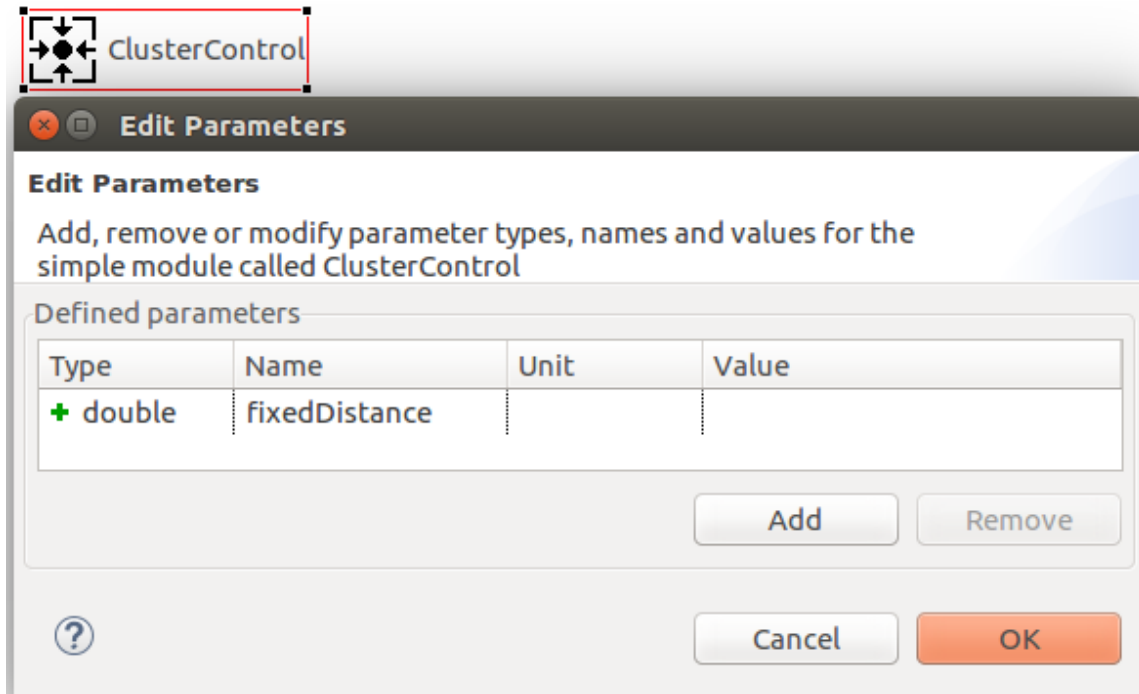 ClusterControl
Edit Parameters
Edit Parameters
Add, remove or modify parameter types, names and values for the
simple module called ClusterControl
Defined parameters
Type Name Unit Value
double fixedDistance
Add Remove
Cancel OK